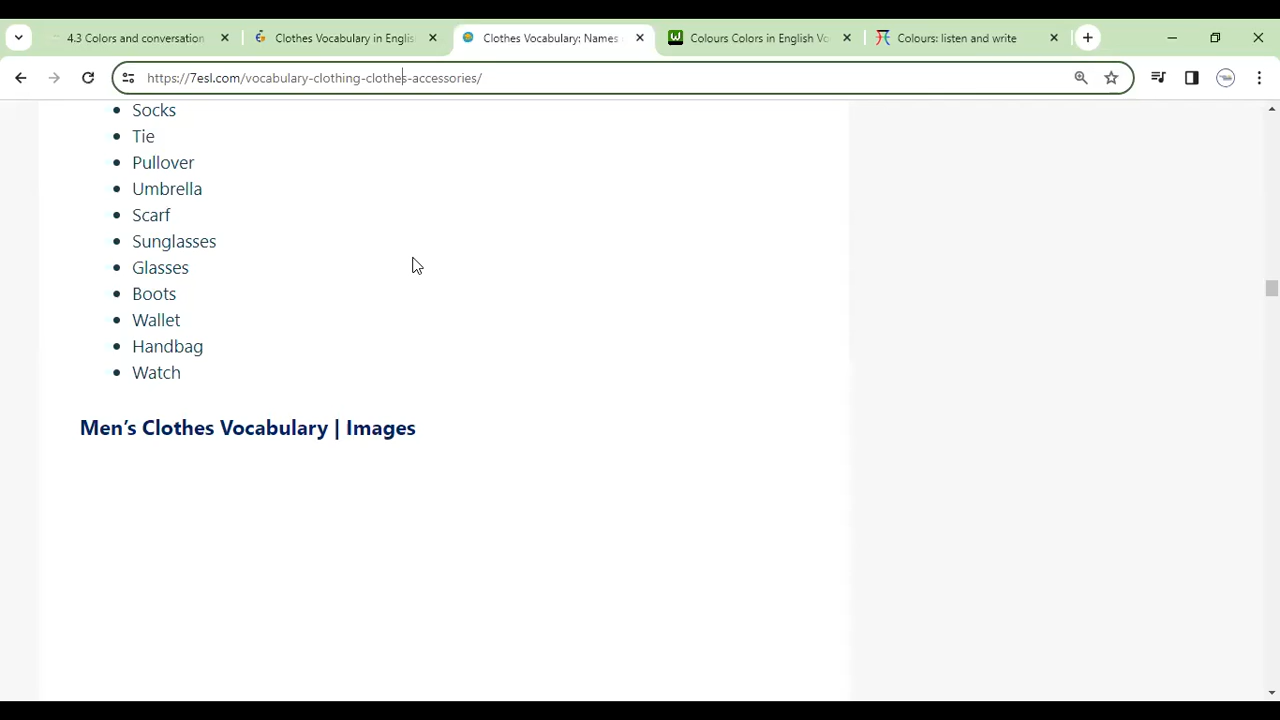 4.3 Colors and conversation
Clothes Vocabulary in Englis
Clothes Vocabulary: Names
Colours Colors in English Vo
Colours: listen and write
https://7esl.com/vocabulary-clothing-clothes-accessories/
Socks
Tie
Pullover
Umbrella
Scarf
Sunglasses
Glasses
Boots
Wallet
Handbag
Watch
Men's Clothes Vocabulary | Images